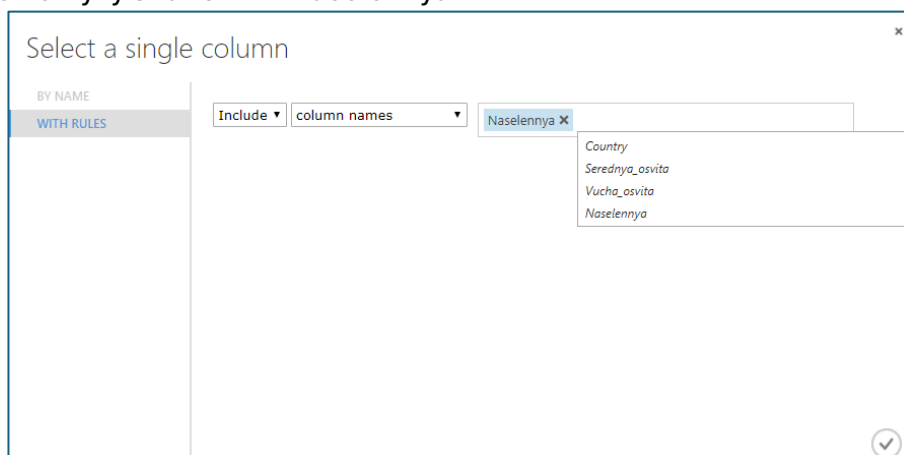 Select a single column
BY NAME
WITH RULES
Include column names Naselennya
Country
Serednya_osvita
Vucha_osvita
Naselennya